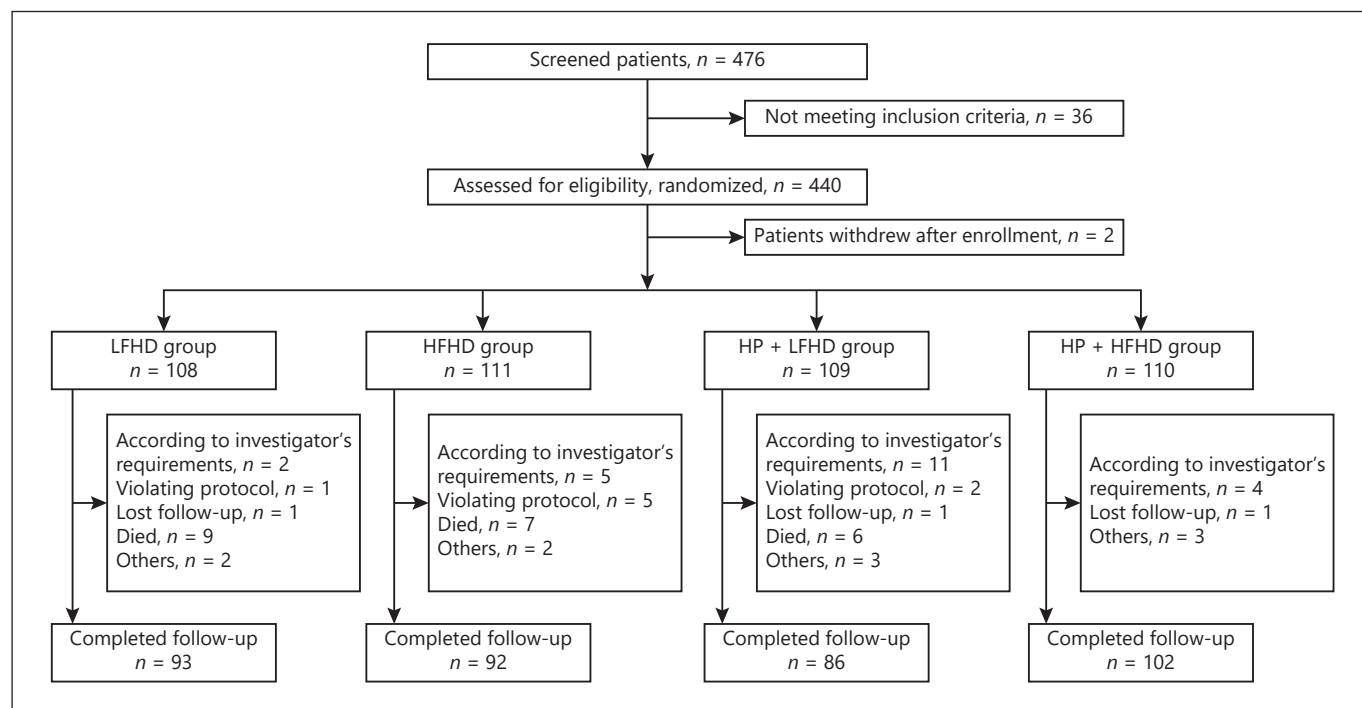 Screened patients, n = 476
Not meeting inclusion criteria, n = 36
Assessed for eligibility, randomized, n = 440
Patients withdrew after enrollment, n = 2
LFHD group
n = 108
HFHD group
n = 111
HP + LFHD group
n = 109
HP + HFHD group
n = 110
According to investigator's
requirements, n = 2
Violating protocol, n = 1
Lost follow-up, n = 1
Died, n = 9
Others, n = 2
According to investigator's
requirements, n = 5
Violating protocol, n = 5
Died, n = 7
Others, n = 2
According to investigator's
requirements, n = 11
Violating protocol, n = 2
Lost follow-up, n = 1
Died, n = 6
Others, n = 3
According to investigator's
requirements, n = 4
Lost follow-up, n = 1
Others, n = 3
Completed follow-up
n = 93
Completed follow-up
n = 92
Completed follow-up
n = 86
Completed follow-up
n = 102